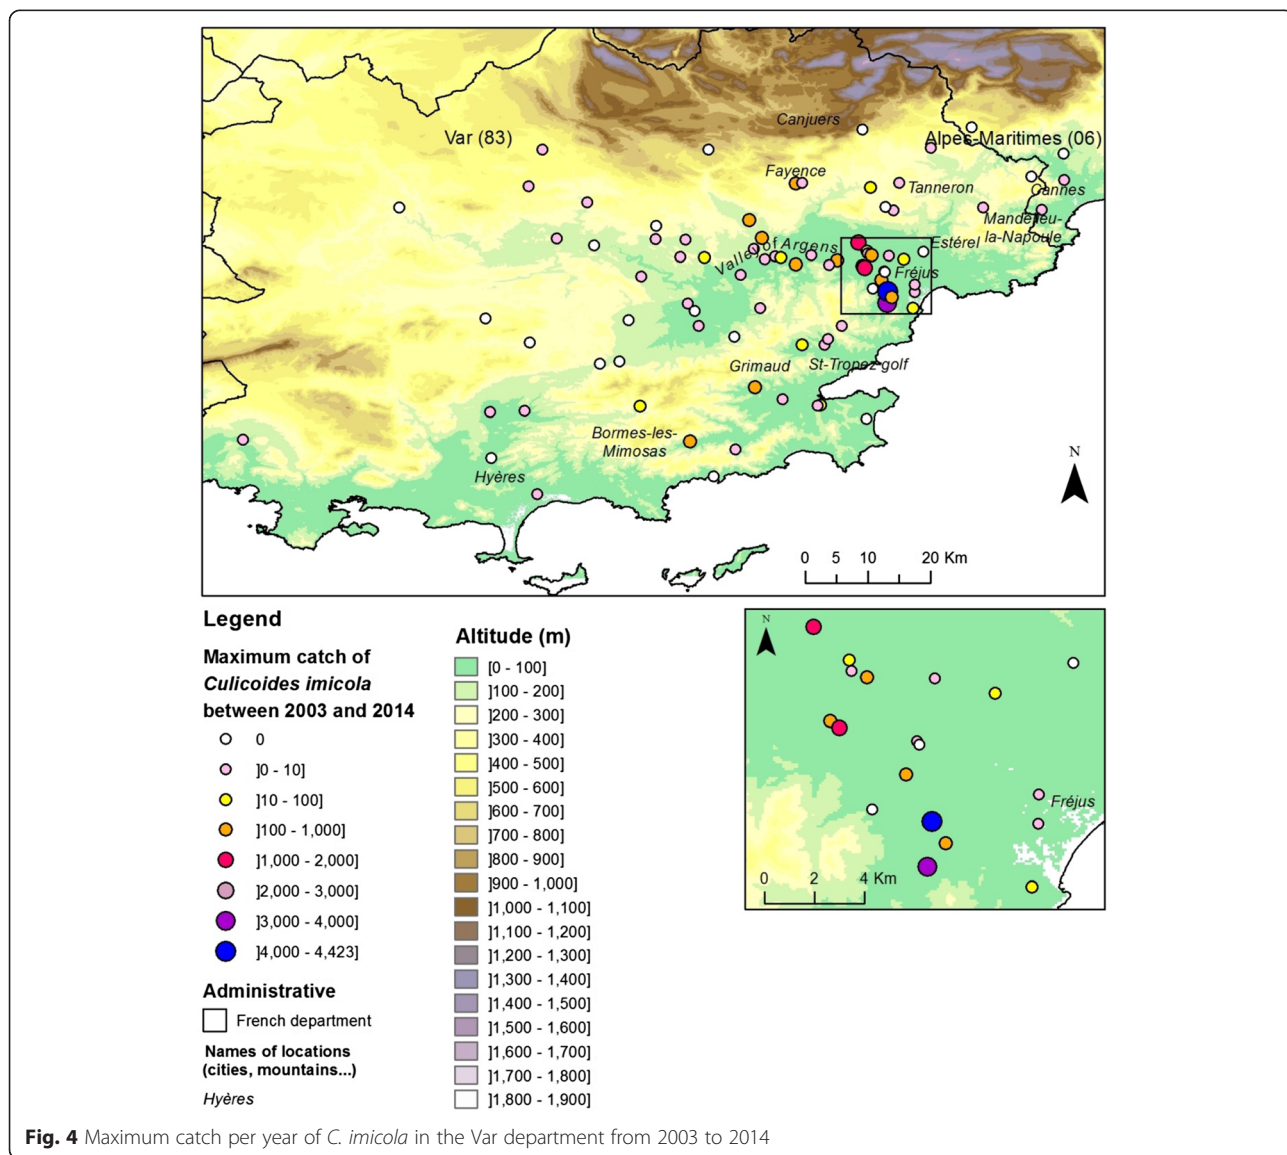 Canjuers
Var (83)
Alpes-Maritimes (06)
Fayence
Tanneron
Cannes
Mandelieu-
la-Napoule
Valley of Argens
Estérel
Fréjus
Grimaud
St-Tropez golf
Bormes-les-
Mimosas
Hyères
N
0 5 10 20 Km
Legend
Maximum catch of
Culicoides imicola
between 2003 and 2014
0
]0 - 10]
]10 - 100]
]100 - 1,000]
]1,000 - 2,000]
]2,000 - 3,000]
]3,000 - 4,000]
]4,000 - 4,423]
Administrative
French department
Names of locations
(cities, mountains...)
Hyères
Altitude (m)
[0 - 100]
]100 - 200]
]200 - 300]
]300 - 400]
]400 - 500]
]500 - 600]
]600 - 700]
]700 - 800]
]800 - 900]
]900 - 1,000]
]1,000 - 1,100]
]1,100 - 1,200]
]1,200 - 1,300]
]1,300 - 1,400]
]1,400 - 1,500]
]1,500 - 1,600]
]1,600 - 1,700]
]1,700 - 1,800]
]1,800 - 1,900]
N
Fréjus
0 2 4 Km
Fig. 4 Maximum catch per year of C. imicola in the Var department from 2003 to 2014